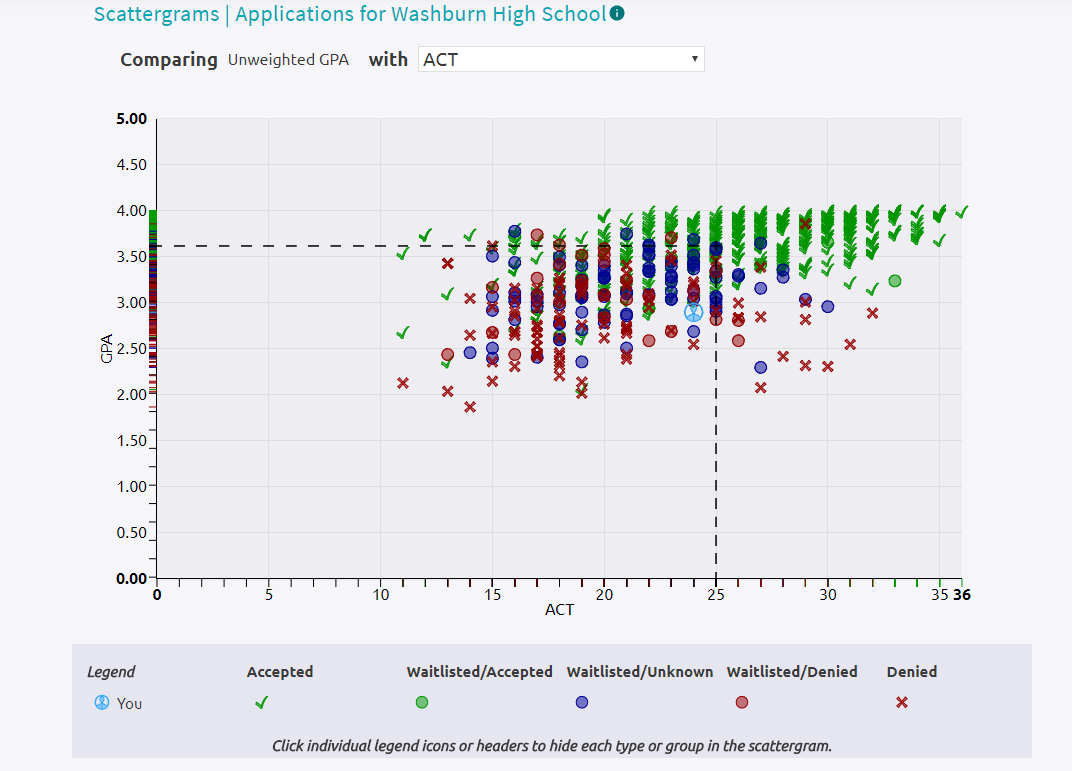 Scattergrams | Applications for Washburn High School
Comparing Unweighted GPA with ACT
5.00
4.50
4.00
3.50
3.00
2.50
2.00
1.50
1.00
0.50
0.00
GPA
0 5 10 15 20 25 30 35 36
ACT
Legend Accepted Waitlisted/Accepted Waitlisted/Unknown Waitlisted/Denied Denied
You
Click individual legend icons or headers to hide each type or group in the scattergram.